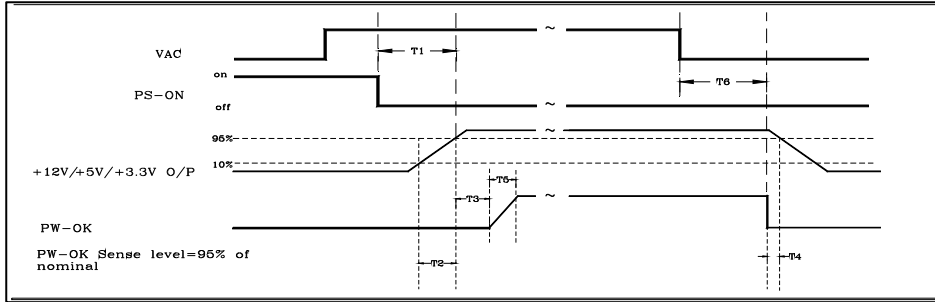 VAC
T1
~
T6
on
PS-ON
off
~
95%
~
10%
+12V/+5V/+3.3V O/P
T5
T3
~
PW-OK
PW-OK Sense level=95% of
nominal
T2
T4